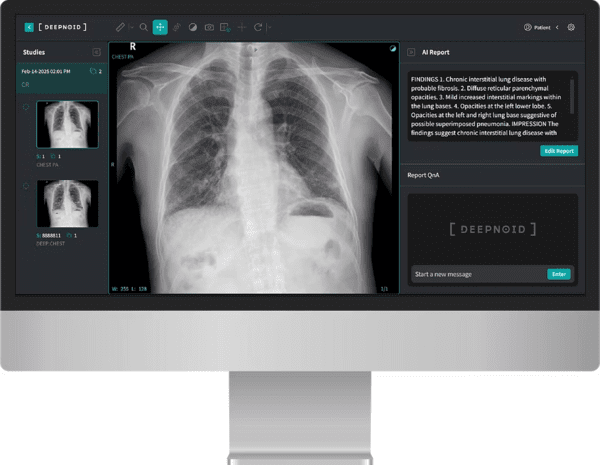 [ DEEPNOID ]
Patient
Studies
Feb-14-2025 02:01 PM 2
CR
S: 1 1
CHEST PA
S: 8888811 1
DEEP CHEST
R
CHEST PA
R
W: 255 L: 128
1/1
AI Report
FINDINGS 1. Chronic interstitial lung disease with
probable fibrosis. 2. Diffuse reticular parenchymal
opacities. 3. Mild increased interstitial markings within
the lung bases. 4. Opacities at the left lower lobe. 5.
Opacities at the left and right lung base suggestive of
possible superimposed pneumonia. IMPRESSION The
findings suggest chronic interstitial lung disease with
Edit Report
Report QnA
[ DEEPNOID ]
Start a new message
Enter